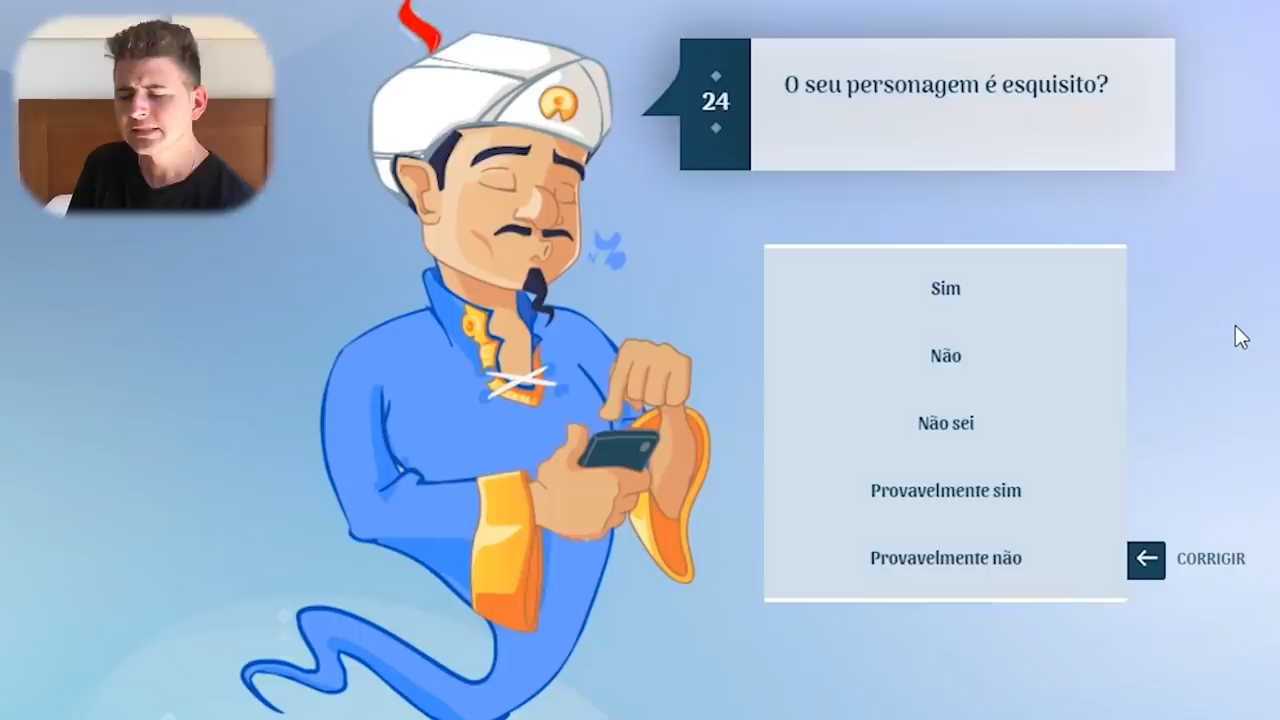 24
O seu personagem é esquisito?
Sim
Não
Não sei
Provavelmente sim
Provavelmente não
CORRIGIR